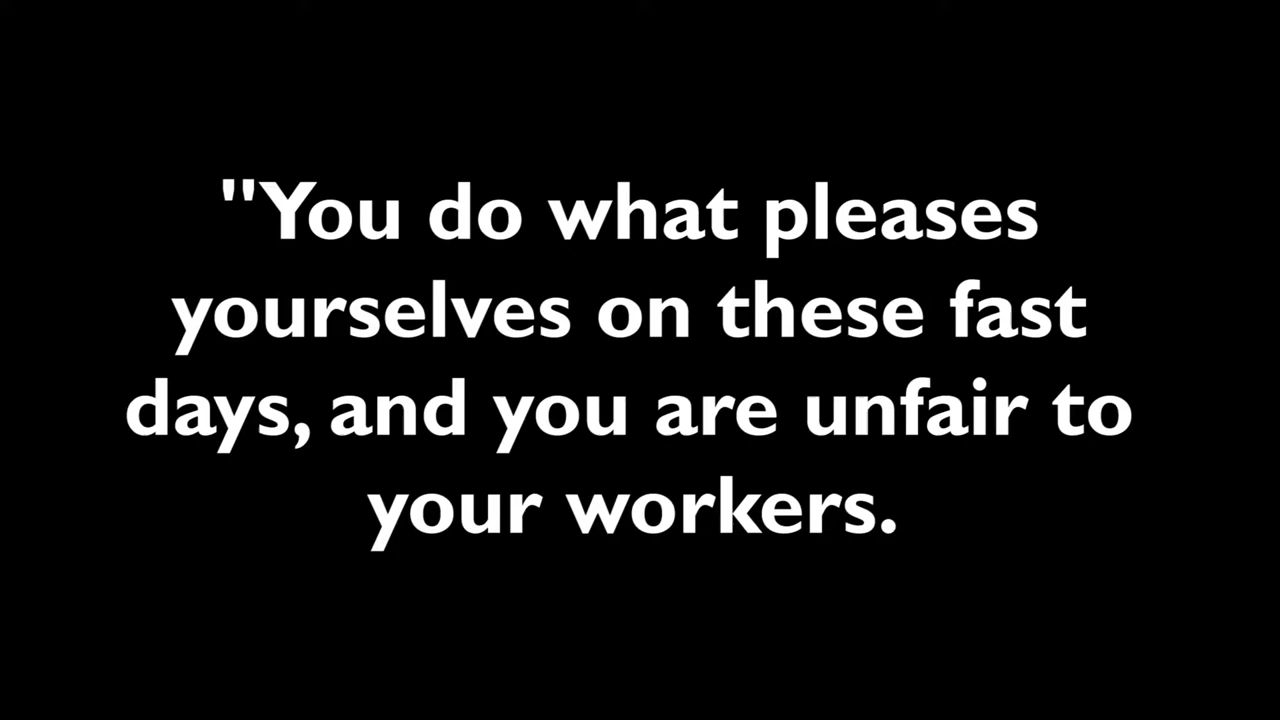 "You do what pleases
yourselves on these fast
days, and you are unfair to
your workers.